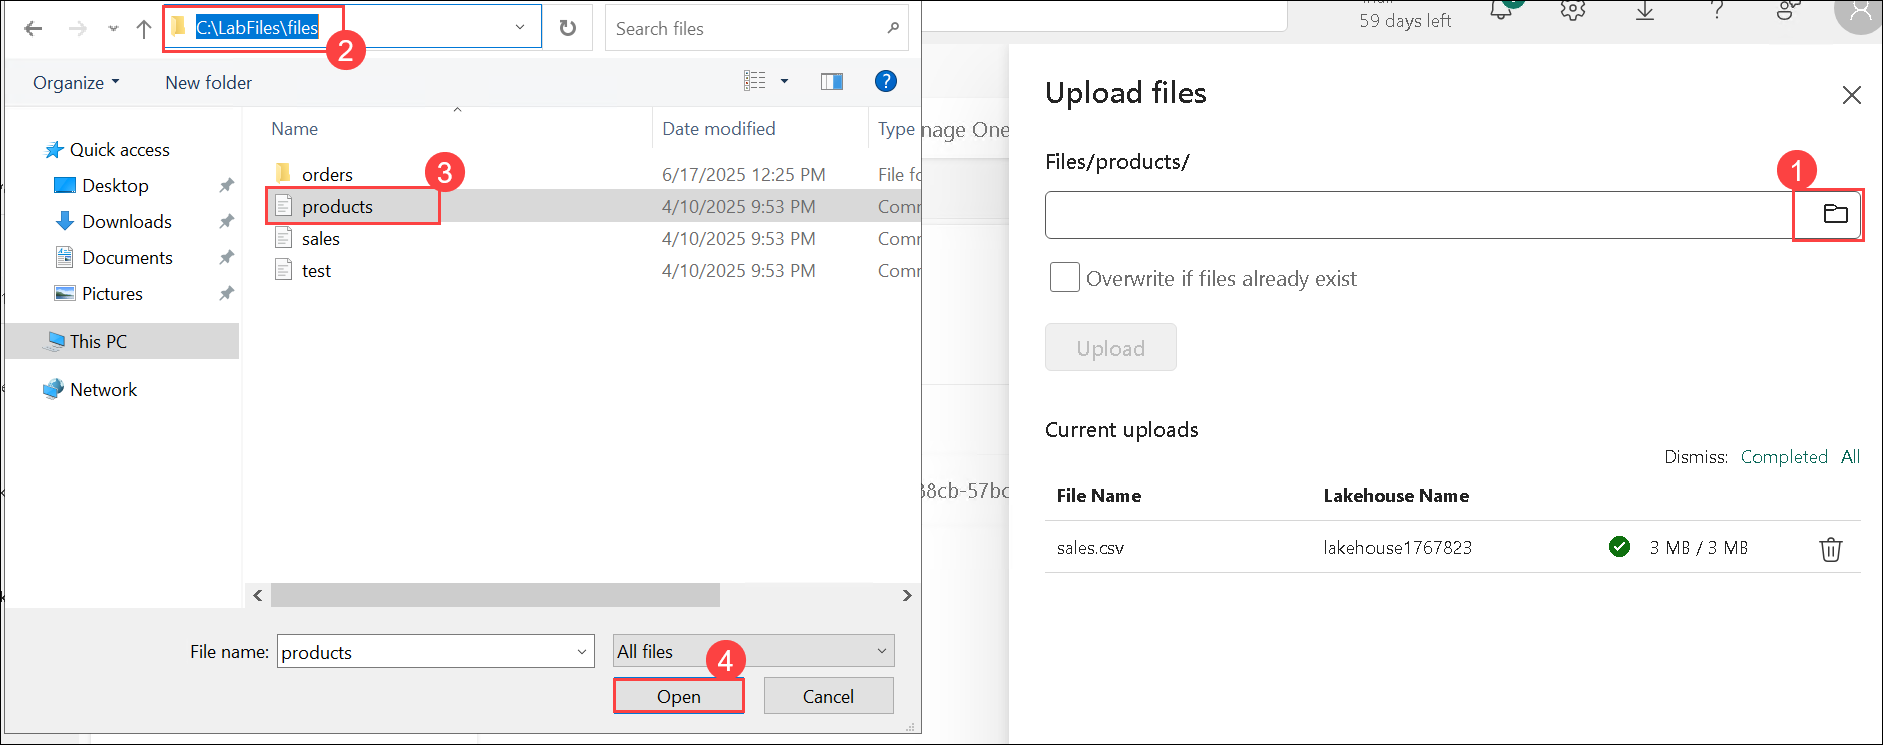 C:\LabFiles\files
2
Search files
Organize
New folder
?
Name
Date modified
Type
Quick access
Desktop
Downloads
Documents
Pictures
This PC
Network
3
orders 6/17/2025 12:25 PM File fo
products 4/10/2025 9:53 PM Comm
sales 4/10/2025 9:53 PM Comm
test 4/10/2025 9:53 PM Comm
File name: products
All files
4
Open
Cancel
59 days left
?
nage One
38cb-57bc
Upload files
Files/products/
1
Overwrite if files already exist
Upload
Current uploads
Dismiss: Completed All
File Name Lakehouse Name
sales.csv lakehouse1767823 3 MB / 3 MB